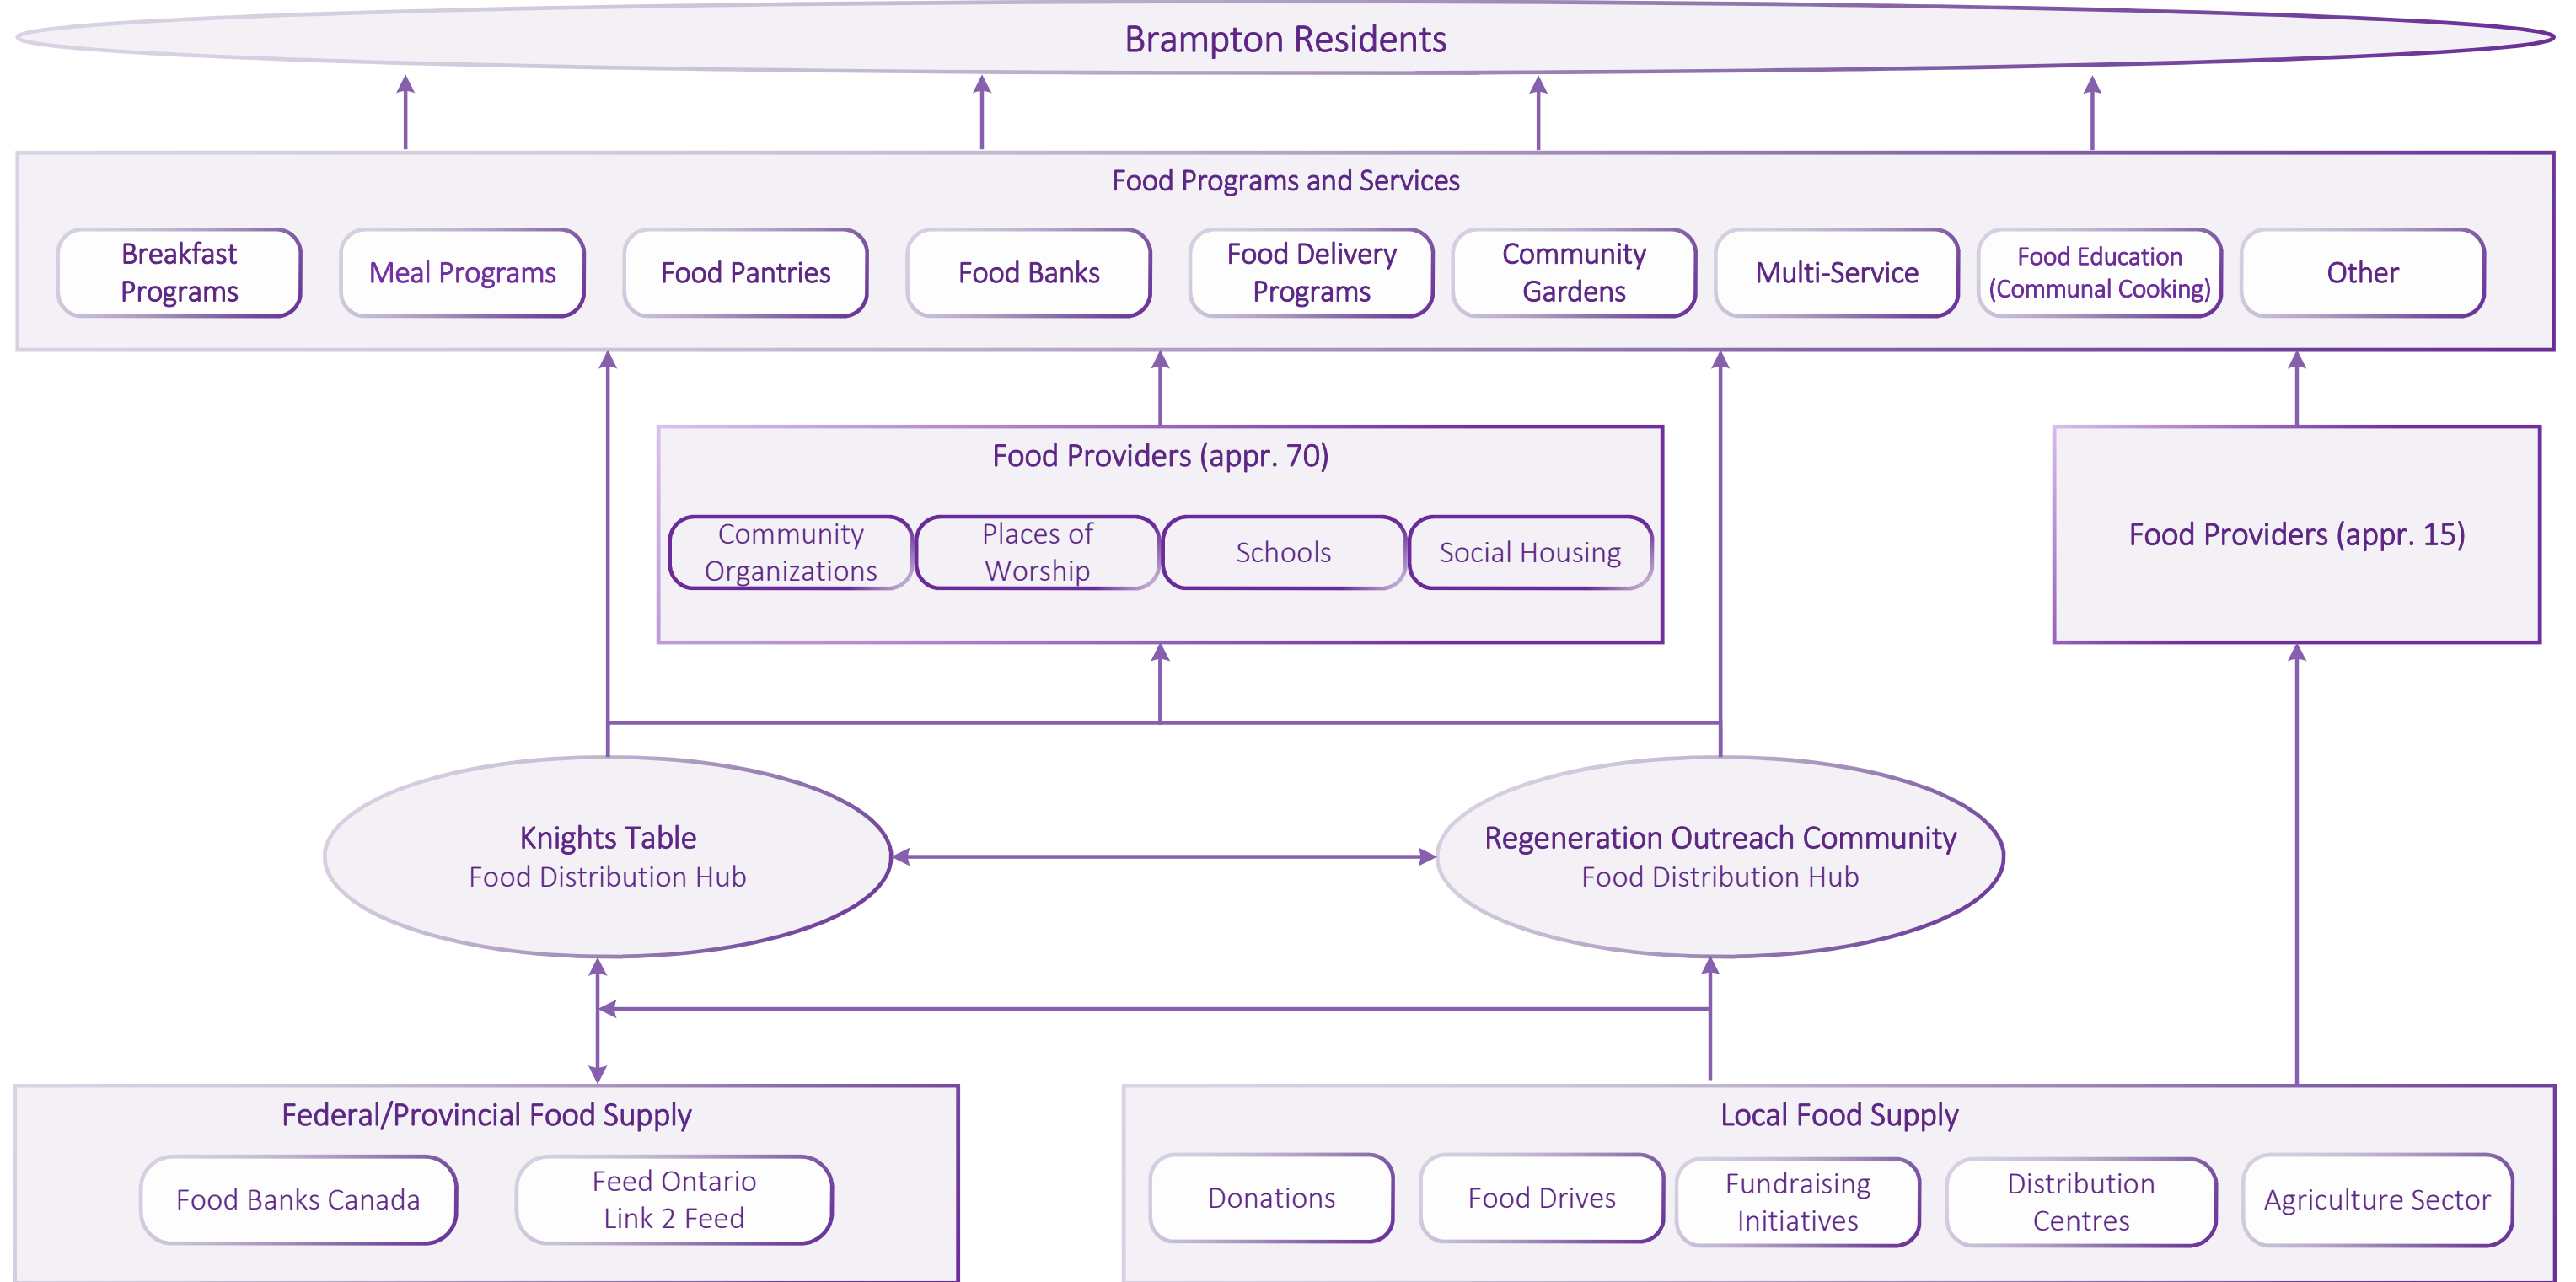 Brampton Residents
Food Programs and Services
Breakfast
Programs
Meal Programs
Food Pantries
Food Banks
Food Delivery
Programs
Community
Gardens
Multi-Service
Food Education
(Communal Cooking)
Other
Food Providers (appr. 70)
Community
Organizations
Places of
Worship
Schools
Social Housing
Food Providers (appr. 15)
Knights Table
Food Distribution Hub
Regeneration Outreach Community
Food Distribution Hub
Federal/Provincial Food Supply
Food Banks Canada
Feed Ontario
Link 2 Feed
Local Food Supply
Donations
Food Drives
Fundraising
Initiatives
Distribution
Centres
Agriculture Sector